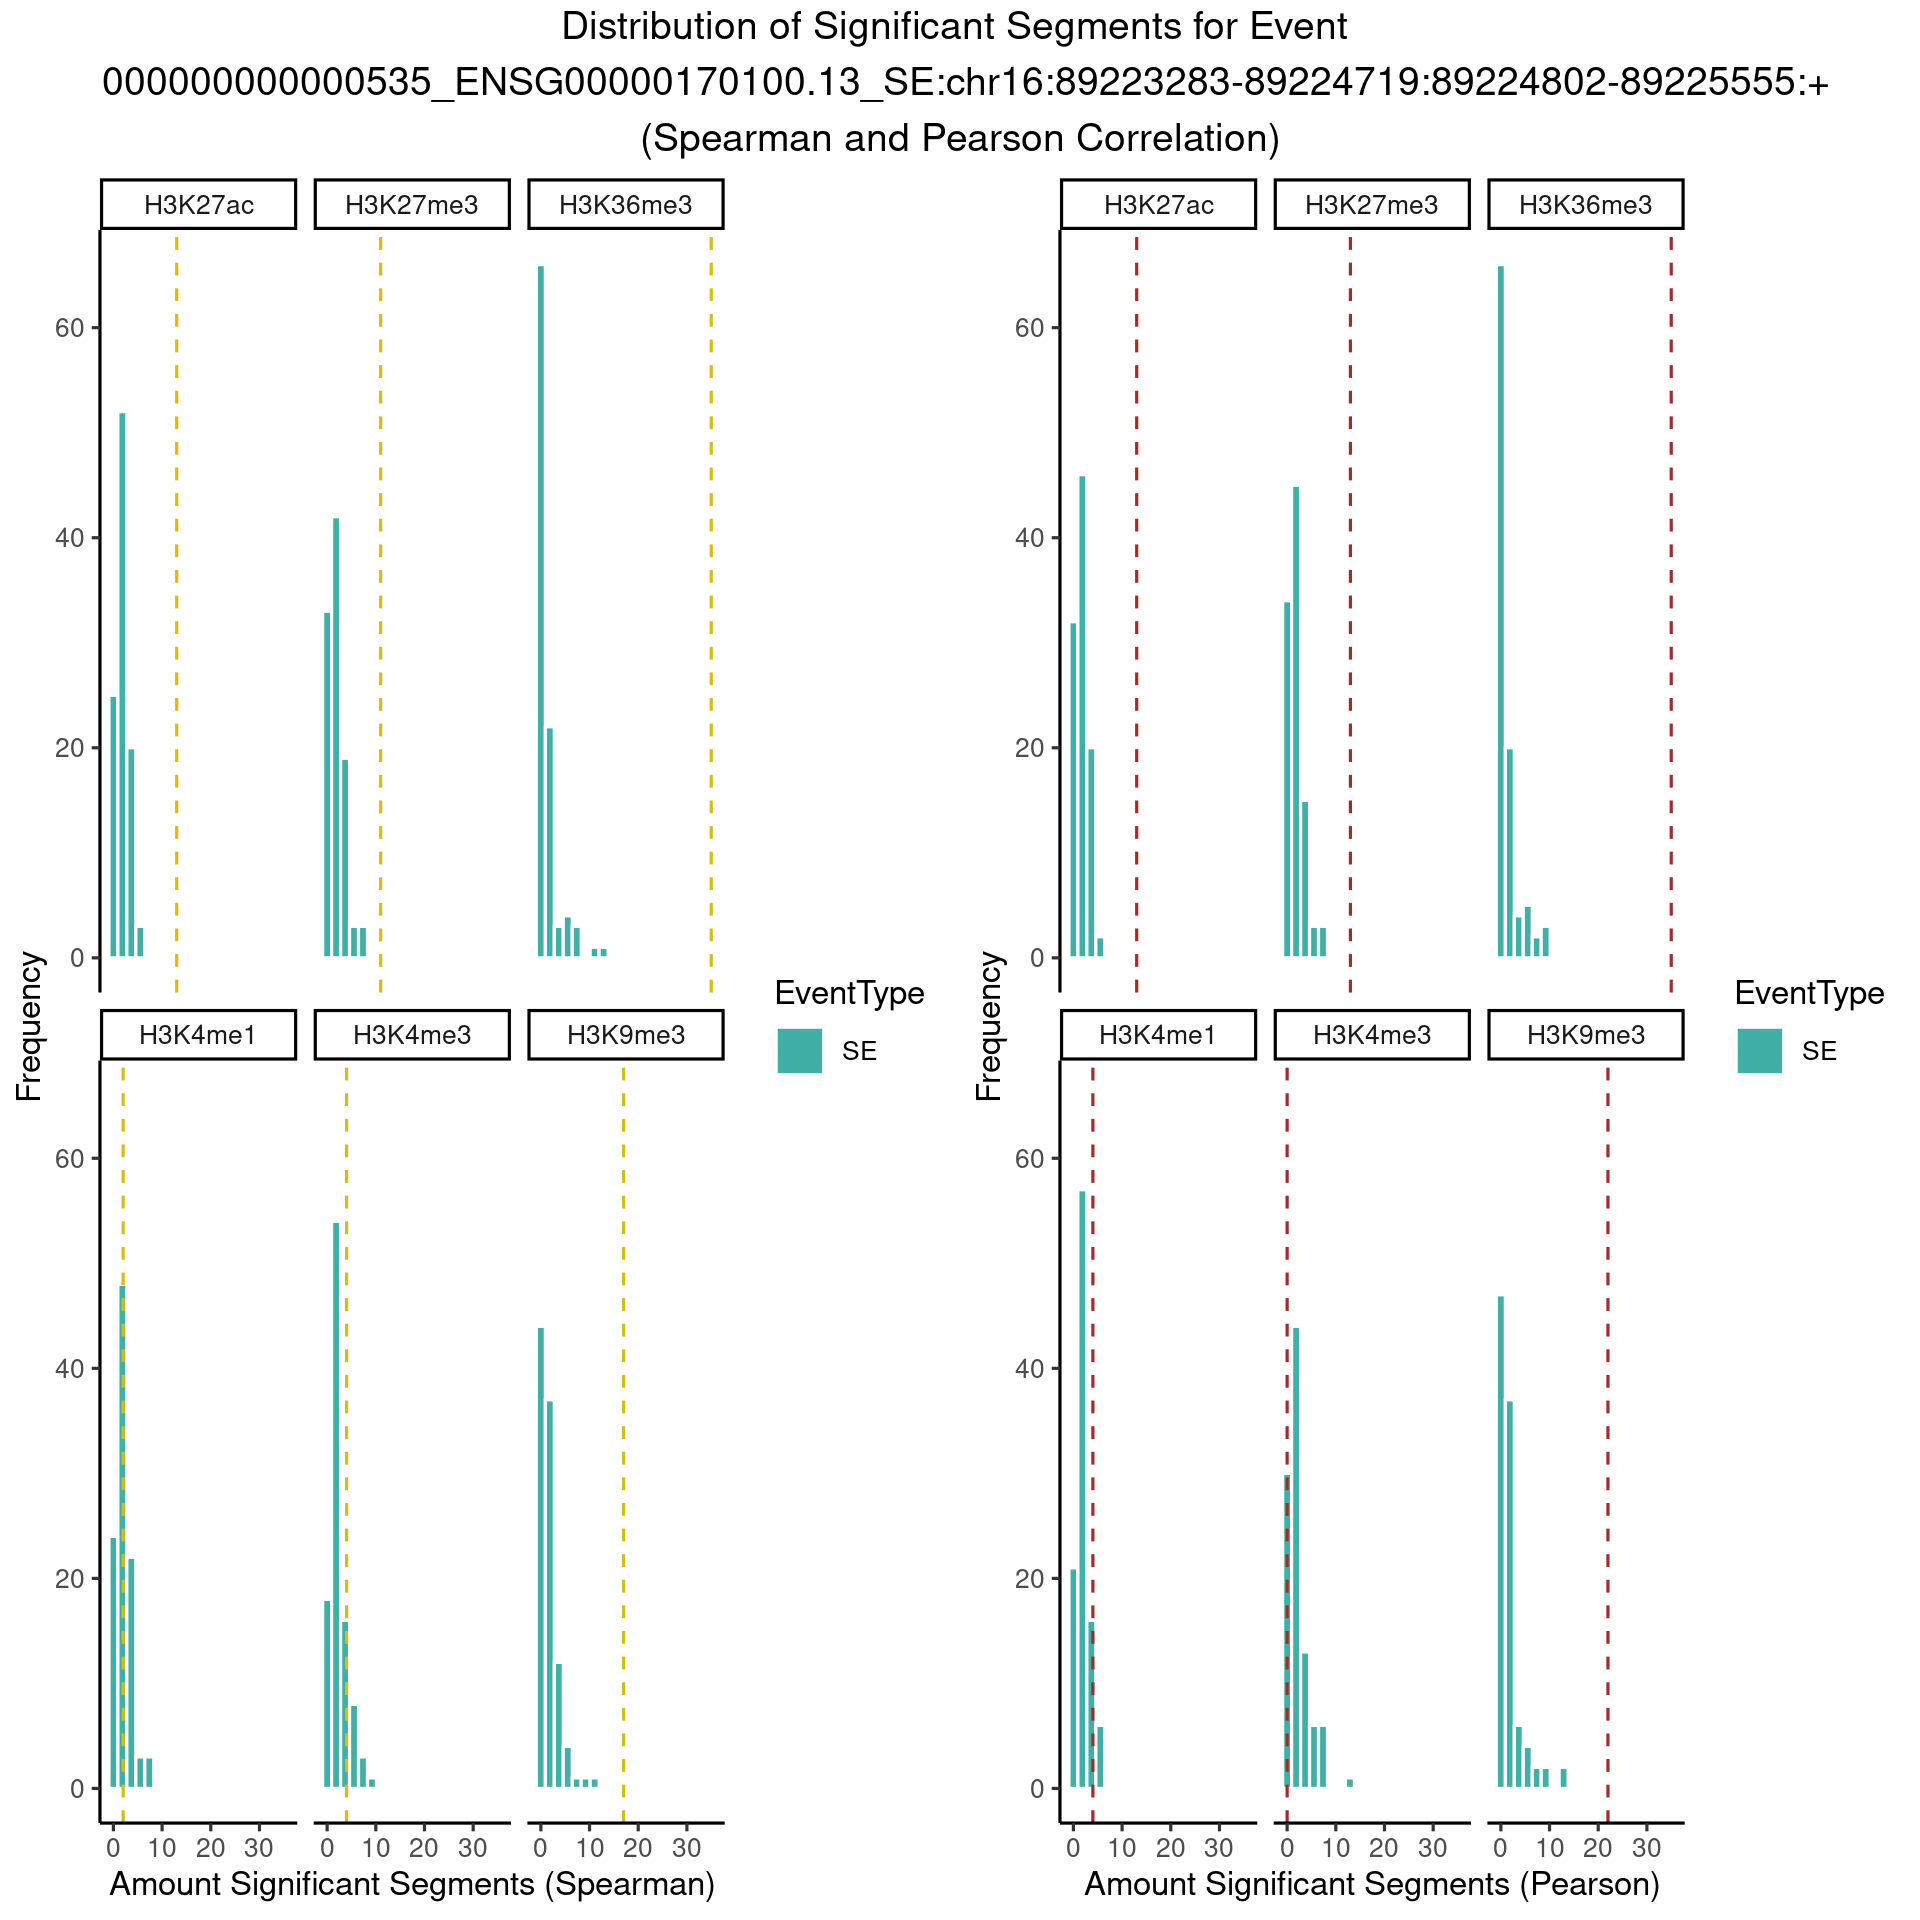 Distribution of Significant Segments for Event
000000000000535_ENSG00000170100.13_SE:chr16:89223283-89224719:89224802-89225555:+
(Spearman and Pearson Correlation)
H3K27ac H3K27me3 H3K36me3
60
40
20
0
H3K4me1 H3K4me3 H3K9me3
60
40
20
0
0 10 20 30 0 10 20 30 0 10 20 30
Frequency
Amount Significant Segments (Spearman)
EventType
SE
H3K27ac H3K27me3 H3K36me3
60
40
20
0
H3K4me1 H3K4me3 H3K9me3
60
40
20
0
0 10 20 30 0 10 20 30 0 10 20 30
Frequency
Amount Significant Segments (Pearson)
EventType
SE